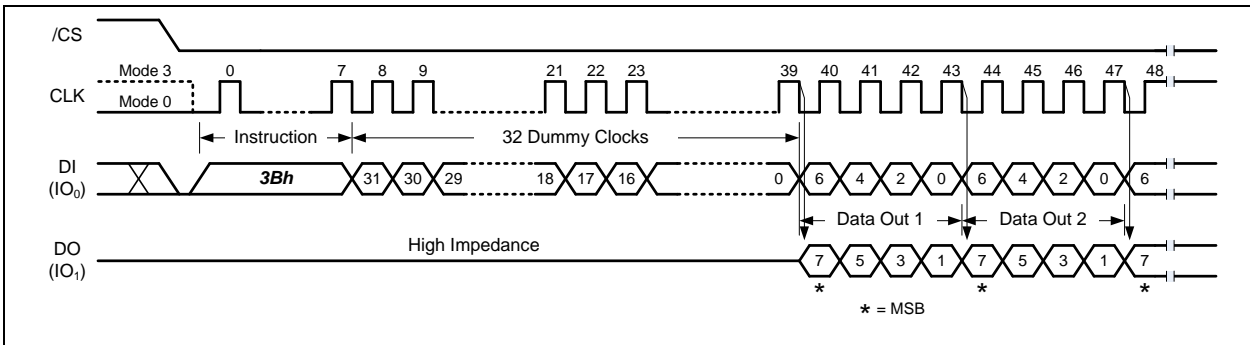 /CS
Mode 3 0 7 8 9 21 22 23 39 40 41 42 43 44 45 46 47 48
CLK
Mode 0
Instruction 32 Dummy Clocks
DI
(IO0)
3Bh 31 30 29 18 17 16 0 6 4 2 0 6 4 2 0 6
Data Out 1 Data Out 2
DO
(IO1)
High Impedance
7 5 3 1 7 5 3 1 7
* * *
* = MSB